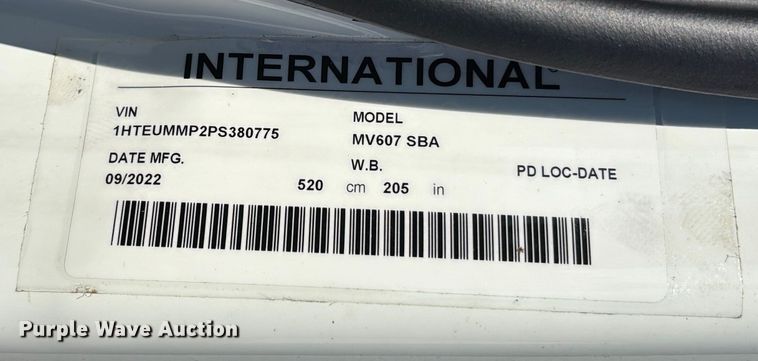 INTERNATIONAL®
VIN
1HTEUMMP2PS380775
MODEL
MV607 SBA
DATE MFG.
09/2022
W.B.
520 cm 205 in
PD LOC-DATE
Purple Wave Auction